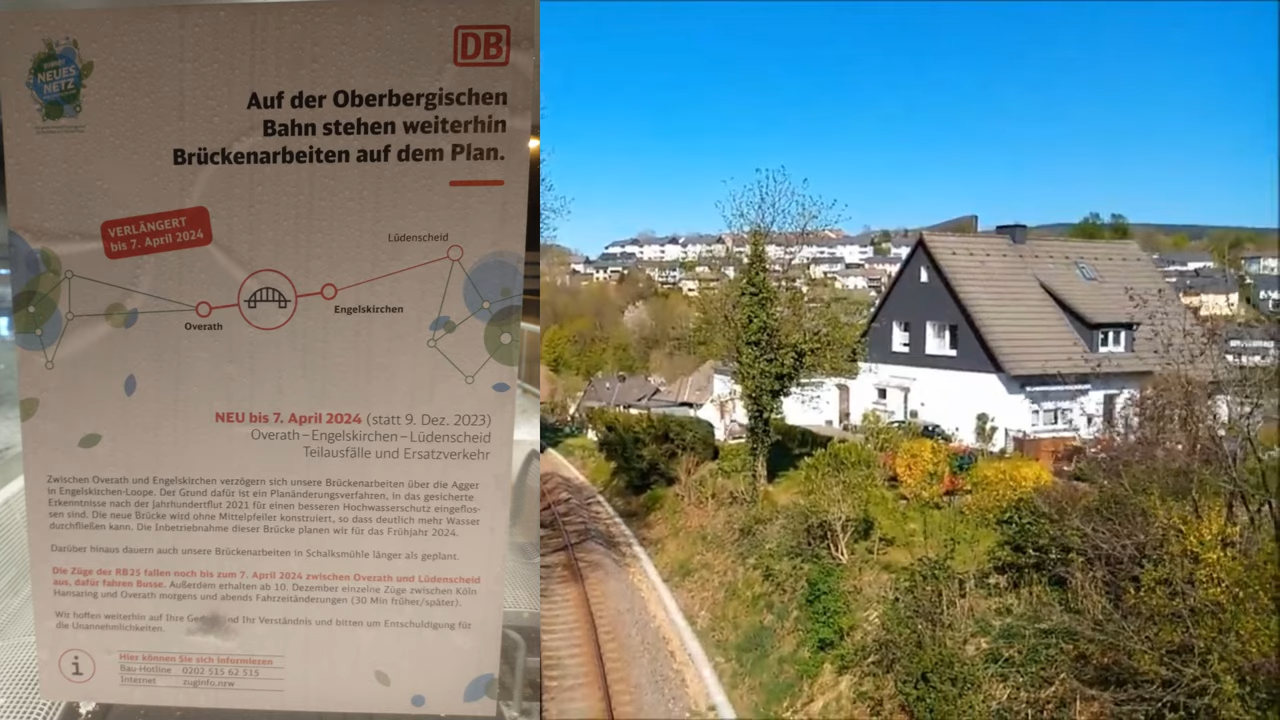 NEUES
NETZ
DB
Auf der Oberbergischen
Bahn stehen weiterhin
Brückenarbeiten auf dem Plan.
VERLÄNGERT
bis 7. April 2024
Lüdenscheid
Engelskirchen
Overath
NEU bis 7. April 2024 (statt 9. Dez. 2023)
Overath – Engelskirchen – Lüdenscheid
Teilausfälle und Ersatzverkehr
Zwischen Overath und Engelskirchen verzögern sich unsere Brückenarbeiten über die Agger
in Engelskirchen-Loope. Der Grund dafür ist ein Planänderungsverfahren, in das gesicherte
Erkenntnisse nach der Jahrhundertflut 2021 für einen besseren Hochwasserschutz eingeflos-
sen sind. Die neue Brücke wird ohne Mittelpfeiler konstruiert, so dass deutlich mehr Wasser
durchfließen kann. Die Inbetriebnahme dieser Brücke planen wir für das Frühjahr 2024.
Darüber hinaus dauern auch unsere Brückenarbeiten in Schalksmühle länger als geplant.
Die Züge der RB25 fallen noch bis zum 7. April 2024 zwischen Overath und Lüdenscheid
aus, dafür fahren Busse. Außerdem erhalten ab 10. Dezember einzelne Züge zwischen Köln
Hansaring und Overath morgens und abends Fahrzeitänderungen (30 Min früher/später).
Wir hoffen weiterhin auf Ihre und Ihr Verständnis und bitten um Entschuldigung für
die Unannehmlichkeiten.
i
Hier können Sie sich informieren
Bau-Hotline 0202 515 62 515
Internet zuginfo.nrw